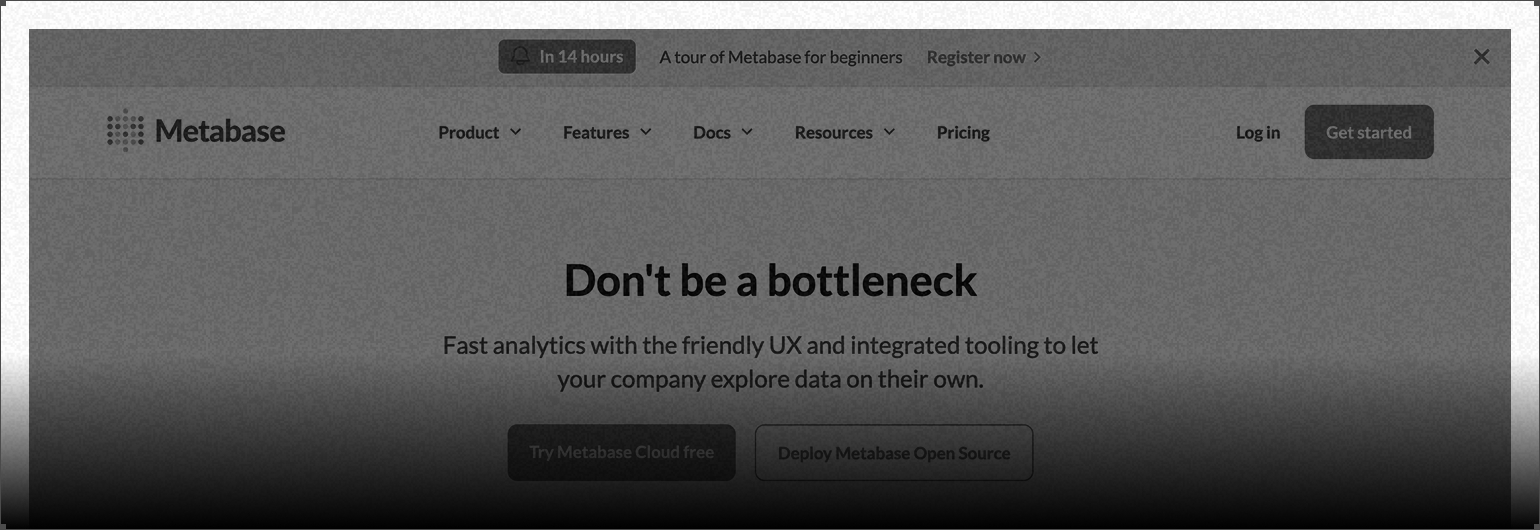 In 14 hours A tour of Metabase for beginners Register now
Metabase Product Features Docs Resources Pricing Log in Get started
Don't be a bottleneck
Fast analytics with the friendly UX and integrated tooling to let
your company explore data on their own.
Try Metabase Cloud free Deploy Metabase Open Source